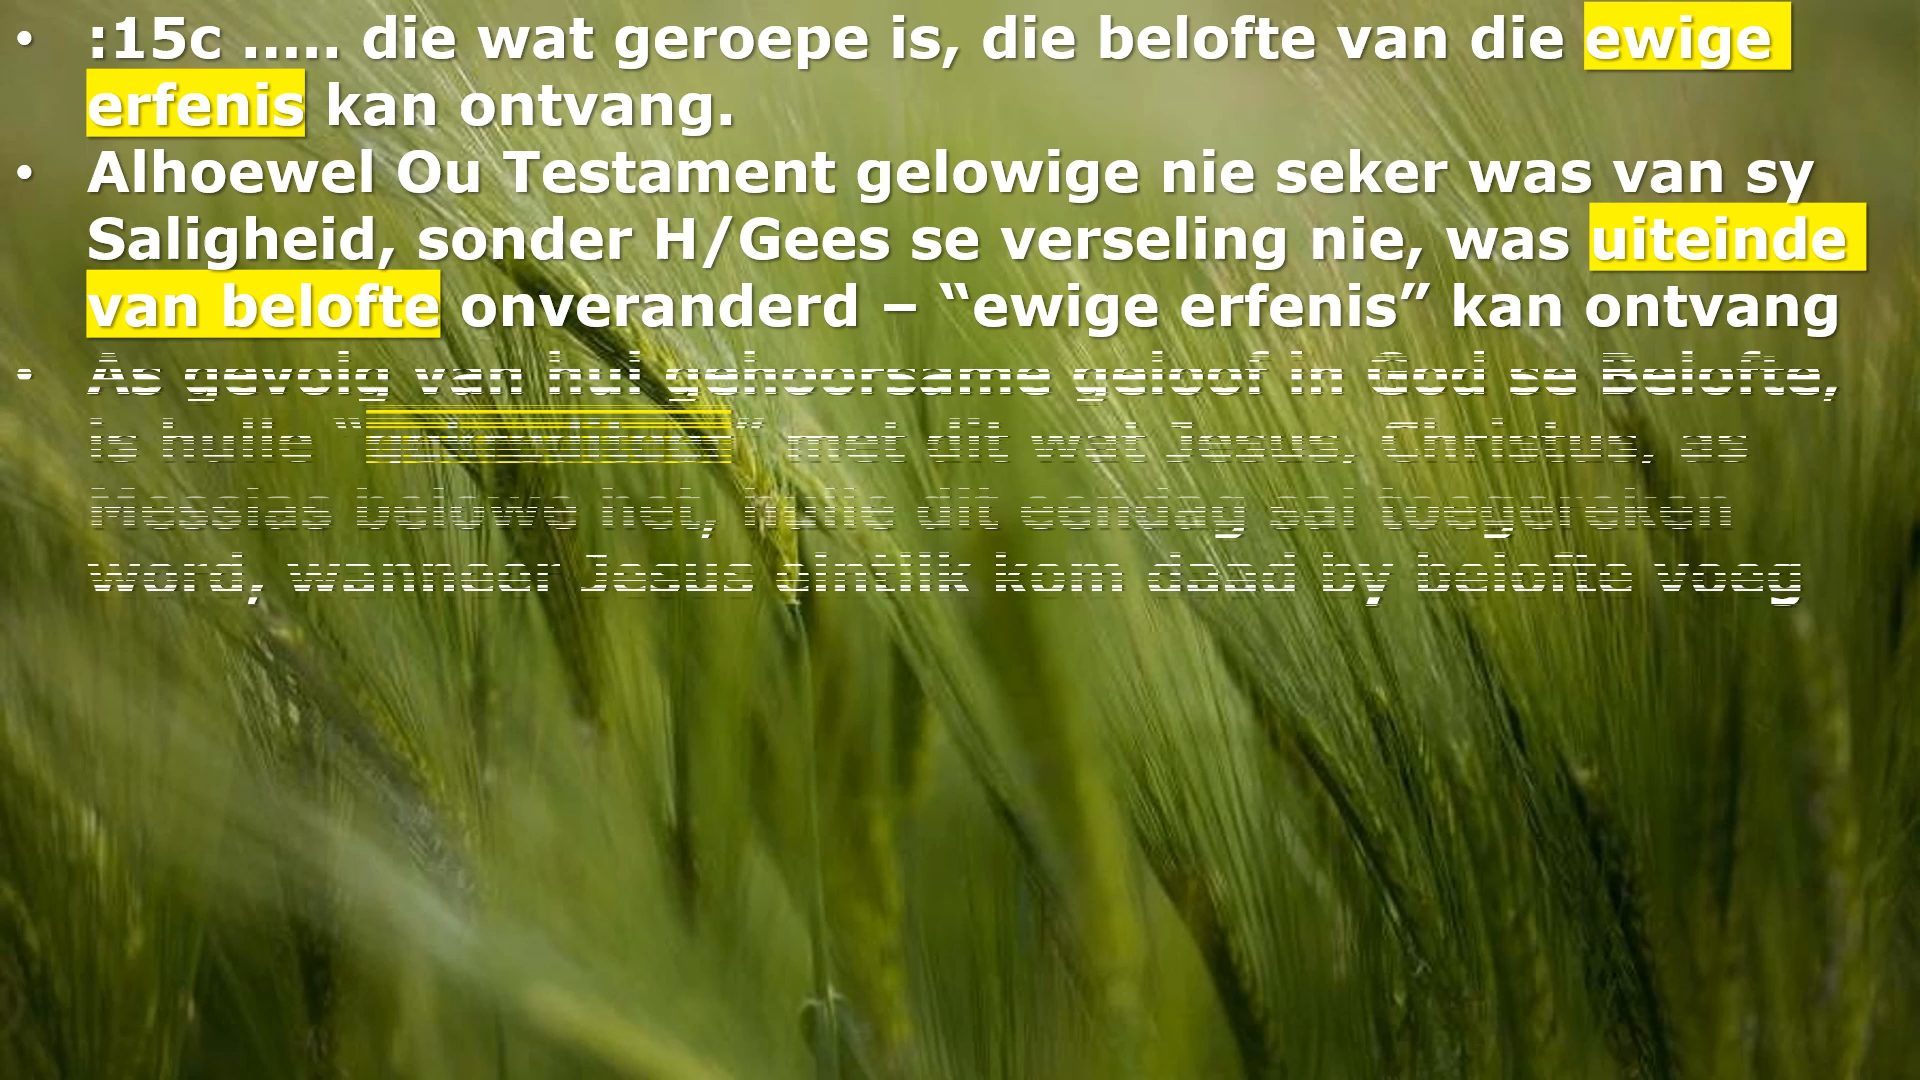 • :15c ..... die wat geroepe is, die belofte van die ewige
erfenis kan ontvang.
• Alhoewel Ou Testament gelowige nie seker was van sy
Saligheid, sonder H/Gees se verseling nie, was uiteinde
van belofte onveranderd – “ewige erfenis” kan ontvang
• As gevolg van hul gehoorsame geloof in God se Belofte,
is hulle “gekrediteer” met dit wat Jesus, Christus, as
Messias belowe het, hulle dit eendag sal toegereken
word, wanneer Jesus eintlik kom daad by belofte voeg